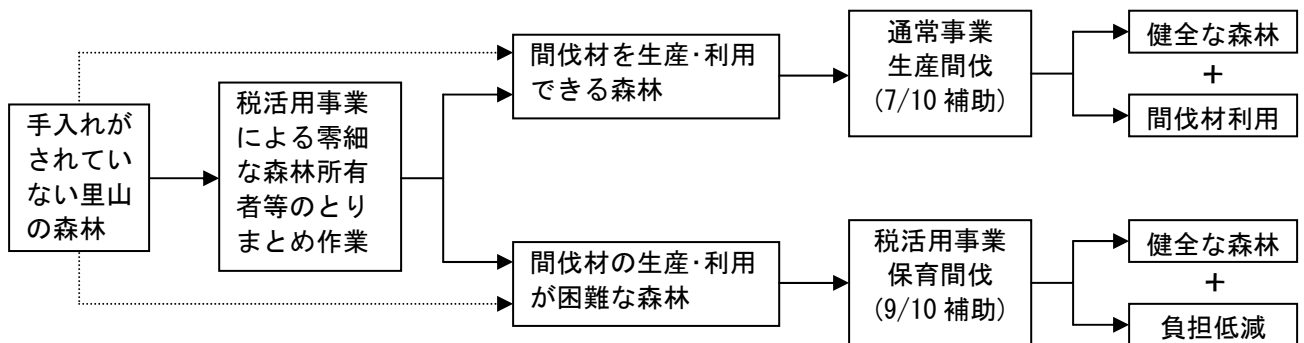 手入れが
されてい
ない里山
の森林
税活用事業
による零細
な森林所有
者等のとり
まとめ作業
間伐材を生産･利用
できる森林
通常事業
生産間伐
(7/10 補助)
健全な森林
+
間伐材利用
間伐材の生産･利用
が困難な森林
税活用事業
保育間伐
(9/10 補助)
健全な森林
+
負担低減